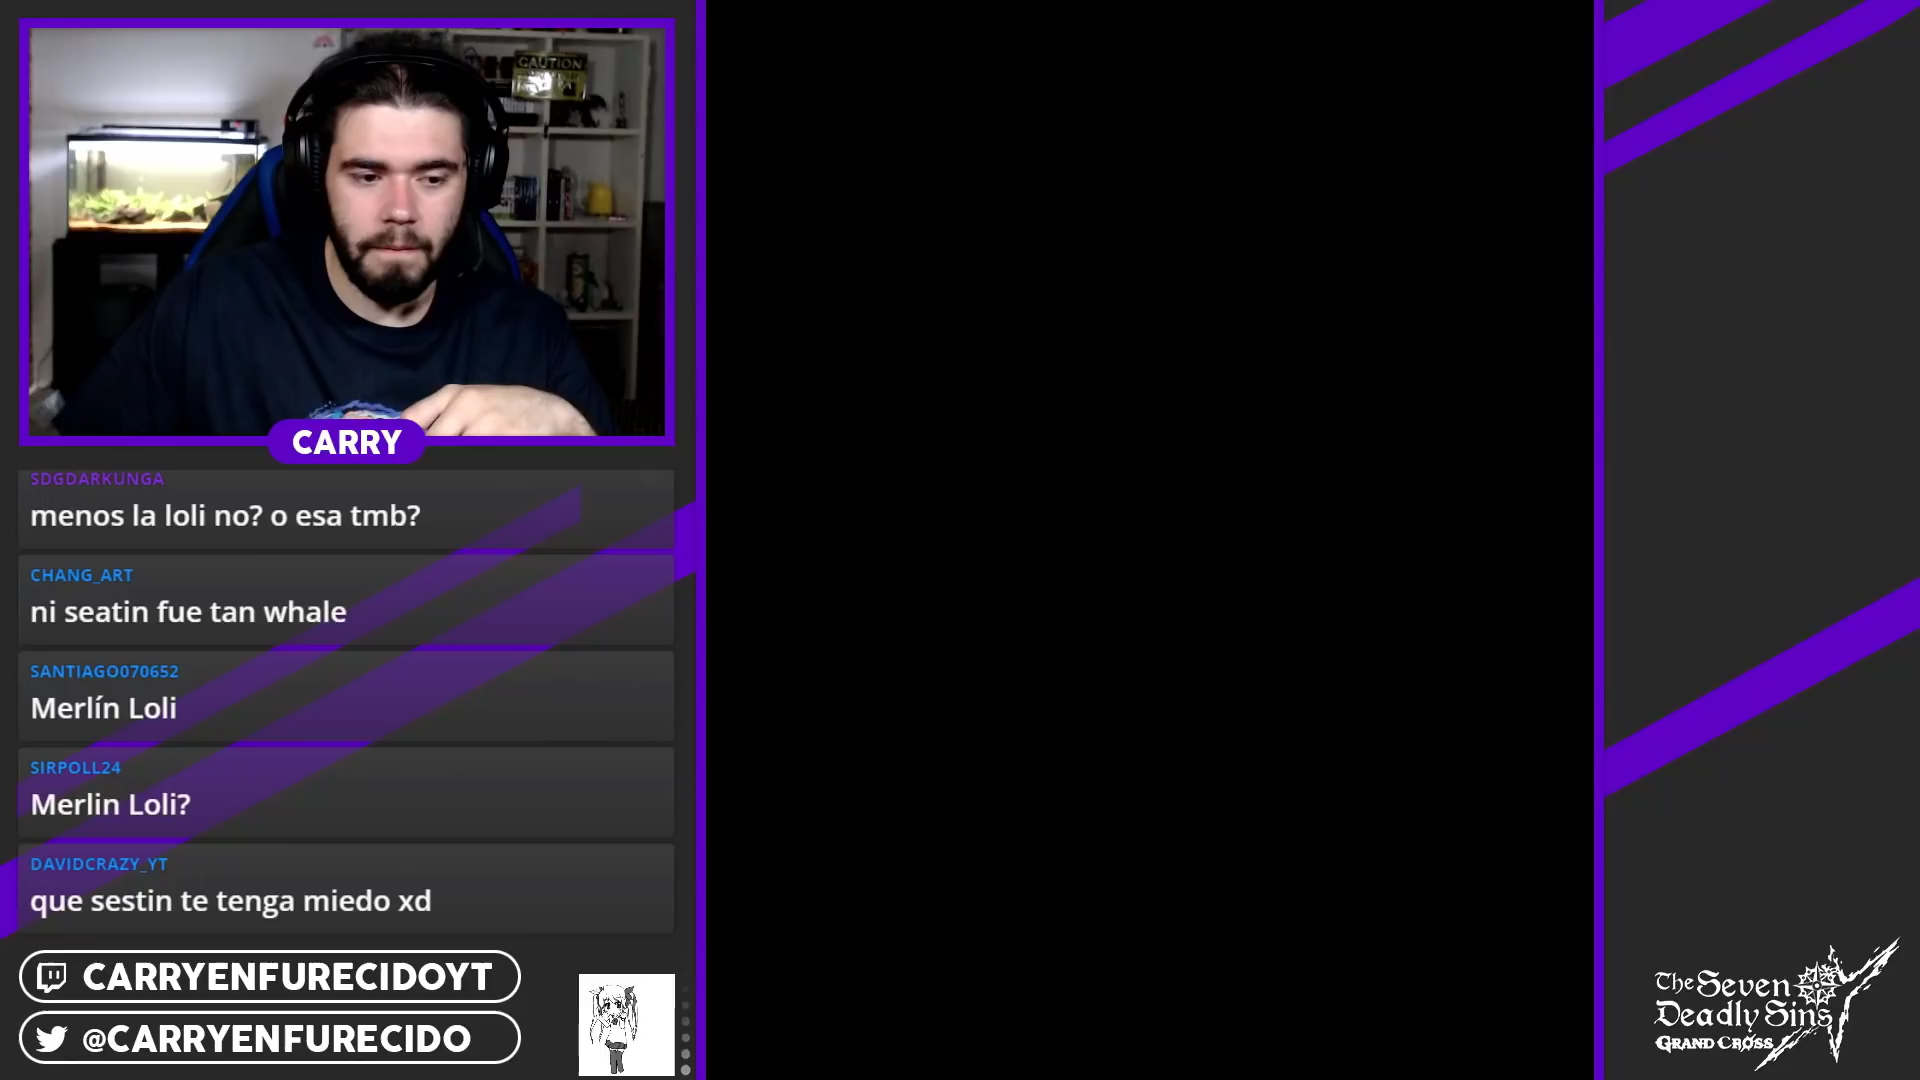 CAUTION
CARRY
SDGDARKUNGA
menos la loli no? o esa tmb?
CHANG_ART
ni seatin fue tan whale
SANTIAGO070652
Merlín Loli
SIRPOLL24
Merlin Loli?
DAVIDCRAZY_YT
que sestin te tenga miedo xd
CARRYENFURECIDOYT
@CARRYENFURECIDO
The Seven
Deadly Sins
GRAND CROSS